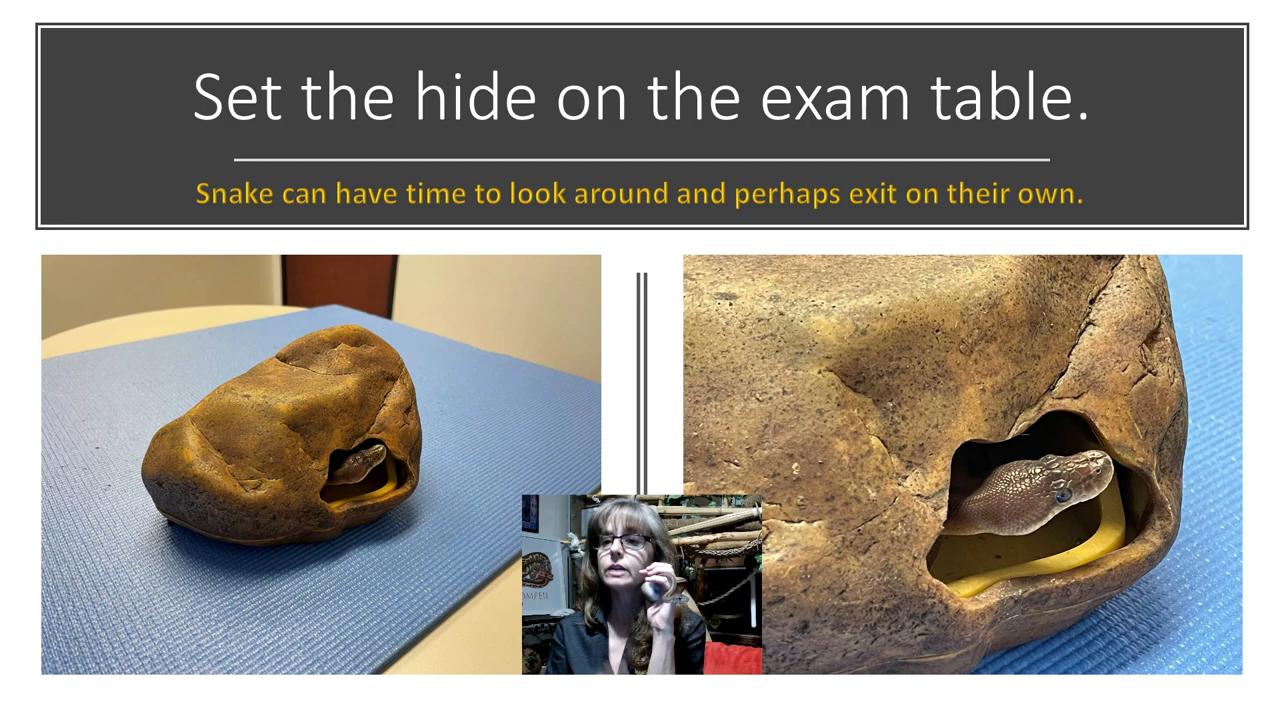 Set the hide on the exam table.
Snake can have time to look around and perhaps exit on their own.
OMPEII